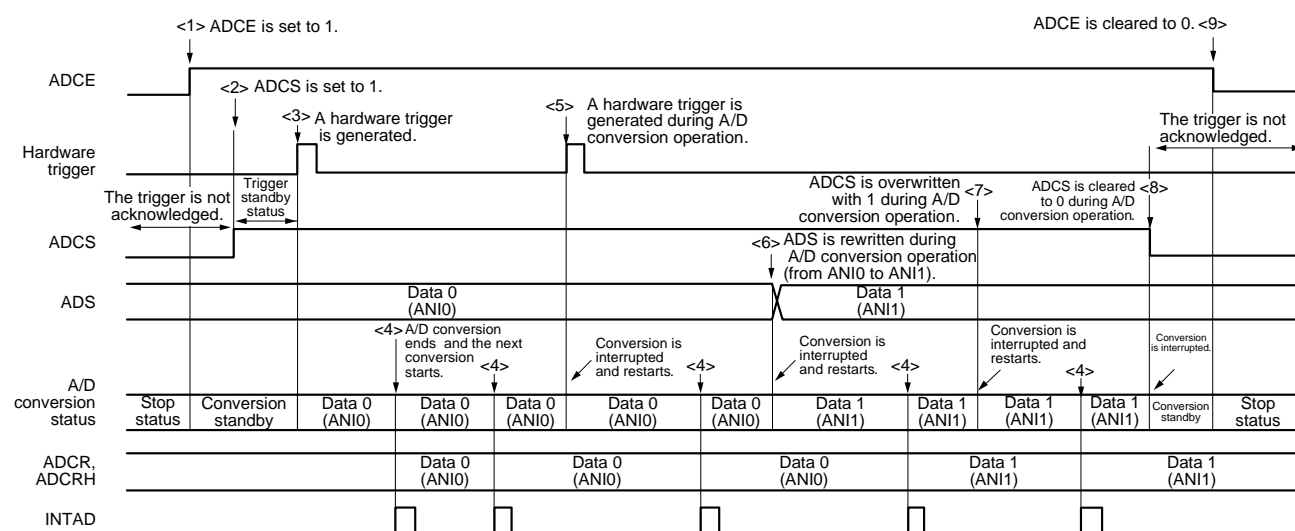 <1> ADCE is set to 1.
ADCE is cleared to 0. <9>
ADCE
<2> ADCS is set to 1.
<3> A hardware trigger
is generated.
<5> A hardware trigger is
generated during A/D
conversion operation.
The trigger is not
acknowledged.
Hardware
trigger
The trigger is not
acknowledged.
Trigger
standby
status
ADCS is overwritten <7>
with 1 during A/D
conversion operation.
ADCS is cleared <8>
to 0 during A/D
conversion operation.
ADCS
<6> ADS is rewritten during
A/D conversion operation
(from ANI0 to ANI1).
ADS
Data 0
(ANI0)
Data 1
(ANI1)
<4> A/D conversion
ends and the next
conversion
starts.
<4>
Conversion is
interrupted
and restarts.
<4>
Conversion is
interrupted
and restarts.
<4>
Conversion is
interrupted and
restarts.
<4>
Conversion
is interrupted.
A/D
conversion
status
Stop
status
Conversion
standby
Data 0
(ANI0)
Data 0
(ANI0)
Data 0
(ANI0)
Data 0
(ANI0)
Data 0
(ANI0)
Data 1
(ANI1)
Data 1
(ANI1)
Data 1
(ANI1)
Data 1
(ANI1)
Conversion
standby
Stop
status
ADCR,
ADCRH
Data 0
(ANI0)
Data 0
(ANI0)
Data 0
(ANI0)
Data 1
(ANI1)
Data 1
(ANI1)
INTAD